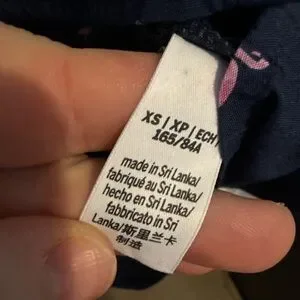 XS | XP | ECH
165/84A
made in Sri Lanka/
fabriqué au Sri Lanka/
hecho en Sri Lanka/
fabbricato in Sri
Lanka/斯里兰卡
制造